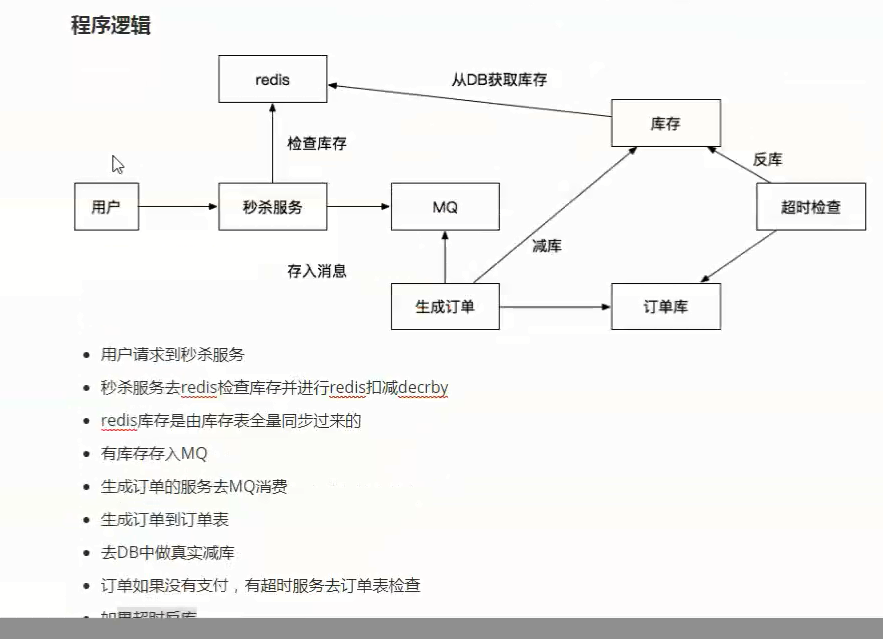 程序逻辑
redis
从DB获取库存
库存
检查库存
反库
用户
秒杀服务
MQ
超时检查
减库
存入消息
生成订单
订单库
用户请求到秒杀服务
秒杀服务去redis检查库存并进行redis扣减decrby
redis库存是由库存表全量同步过来的
有库存存入MQ
生成订单的服务去MQ消费
生成订单到订单表
去DB中做真实减库
订单如果没有支付，有超时服务去订单表检查
如果超时反库